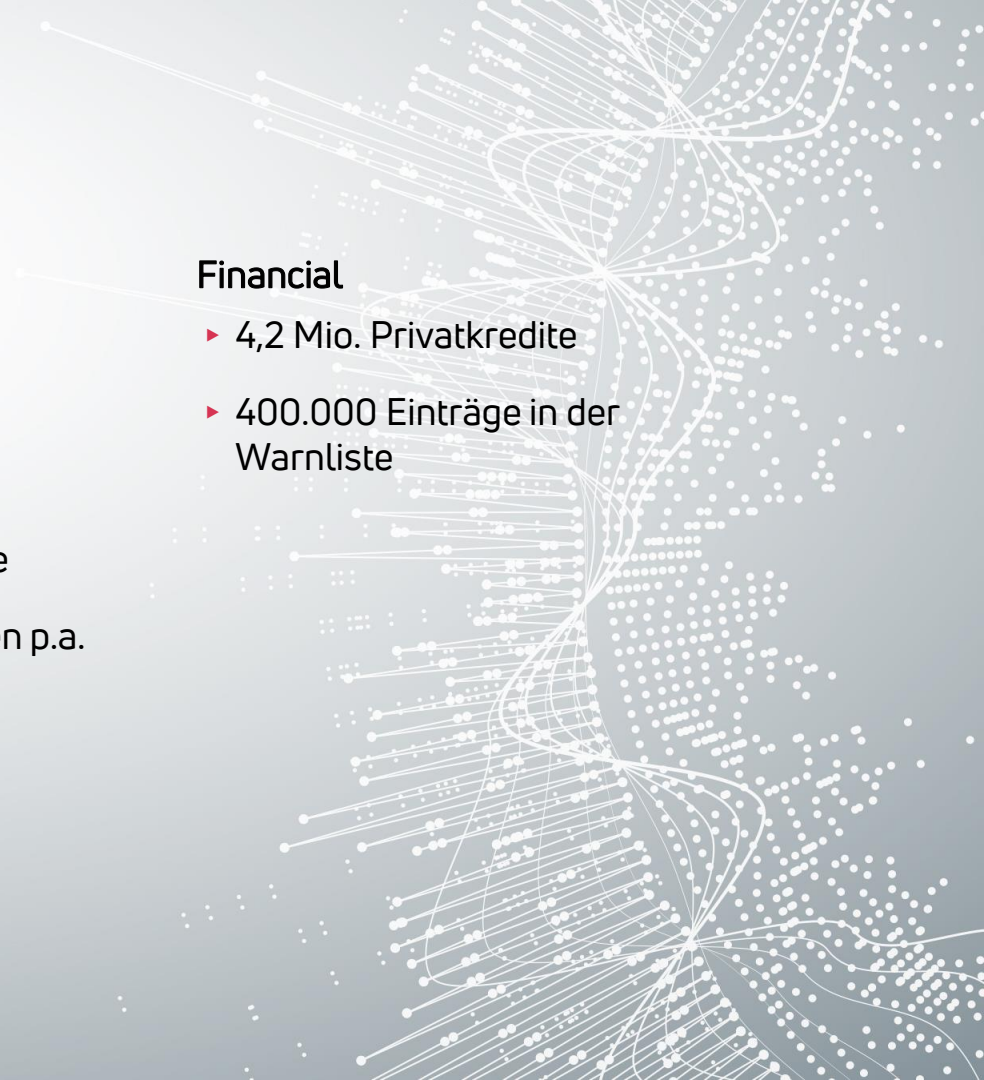 Financial
▸ 4,2 Mio. Privatkredite
▸ 400.000 Einträge in der
Warnliste
p.a.